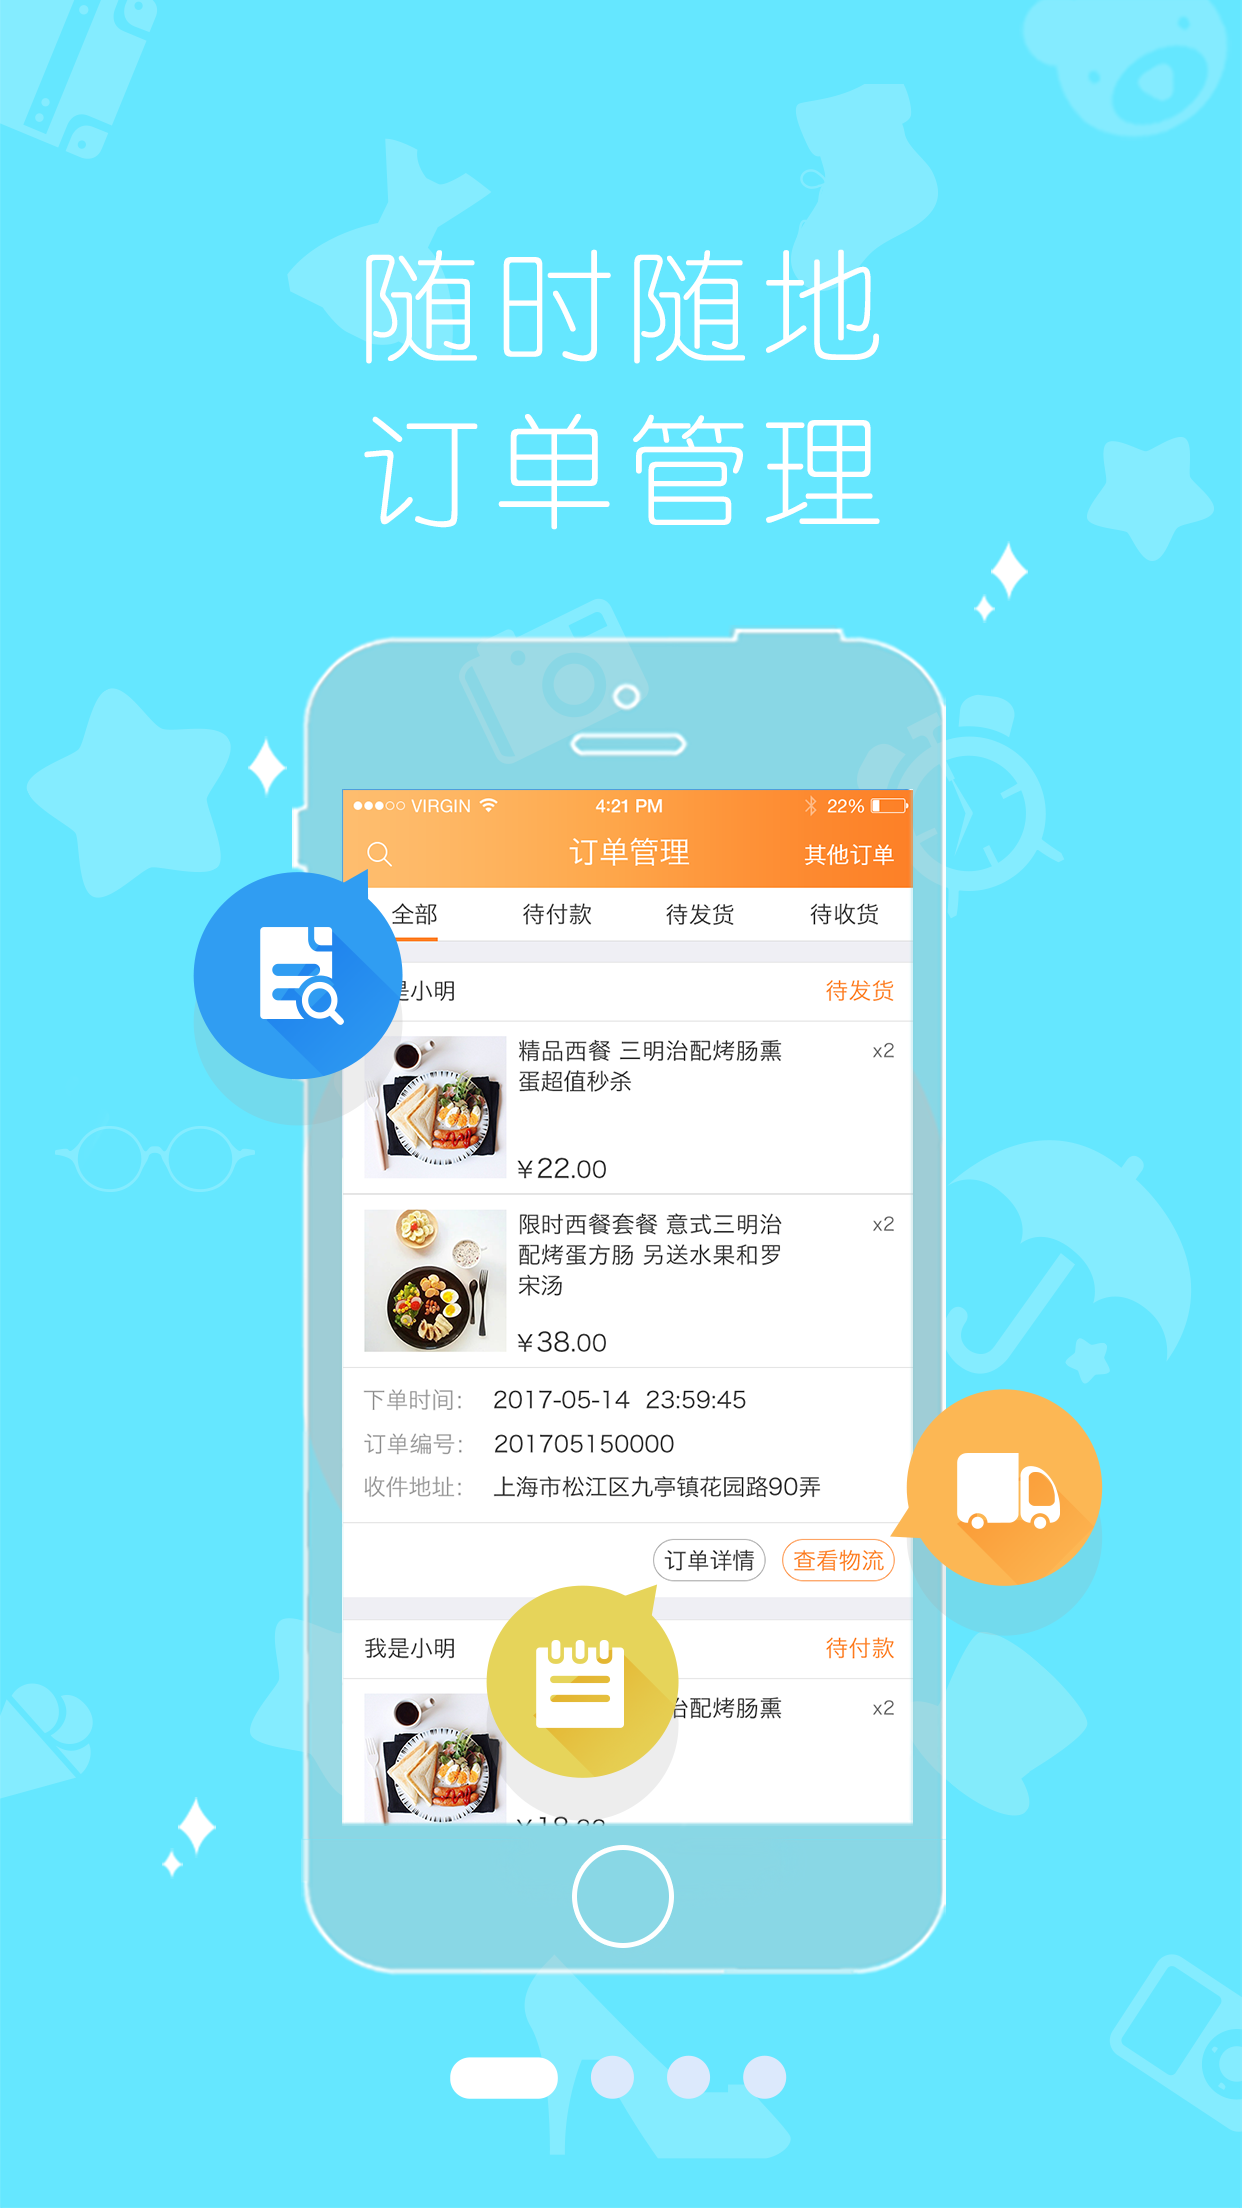 随时随地
订单管理
VIRGIN 4:21 PM 22%
订单管理 其他订单
全部 待付款 待发货 待收货
是小明 待发货
精品西餐 三明治配烤肠熏 x2
蛋超值秒杀
¥22.00
限时西餐套餐 意式三明治 x2
配烤蛋方肠 另送水果和罗
宋汤
¥38.00
下单时间： 2017-05-14 23:59:45
订单编号： 201705150000
收件地址： 上海市松江区九亭镇花园路90弄
订单详情 查看物流
我是小明 待付款
治配烤肠熏 x2